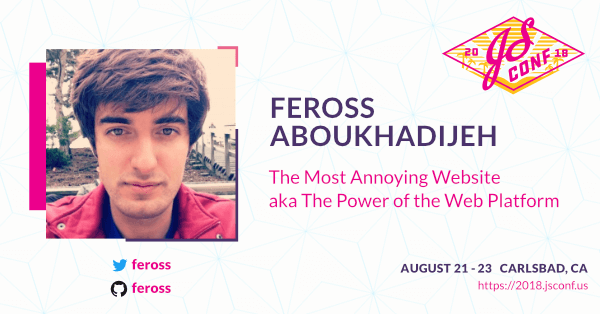 20 JS CONF 18
FEROSS
ABOUKHADIJEH
The Most Annoying Website
aka The Power of the Web Platform
feross
feross
AUGUST 21 - 23 CARLSBAD, CA
https://2018.jsconf.us